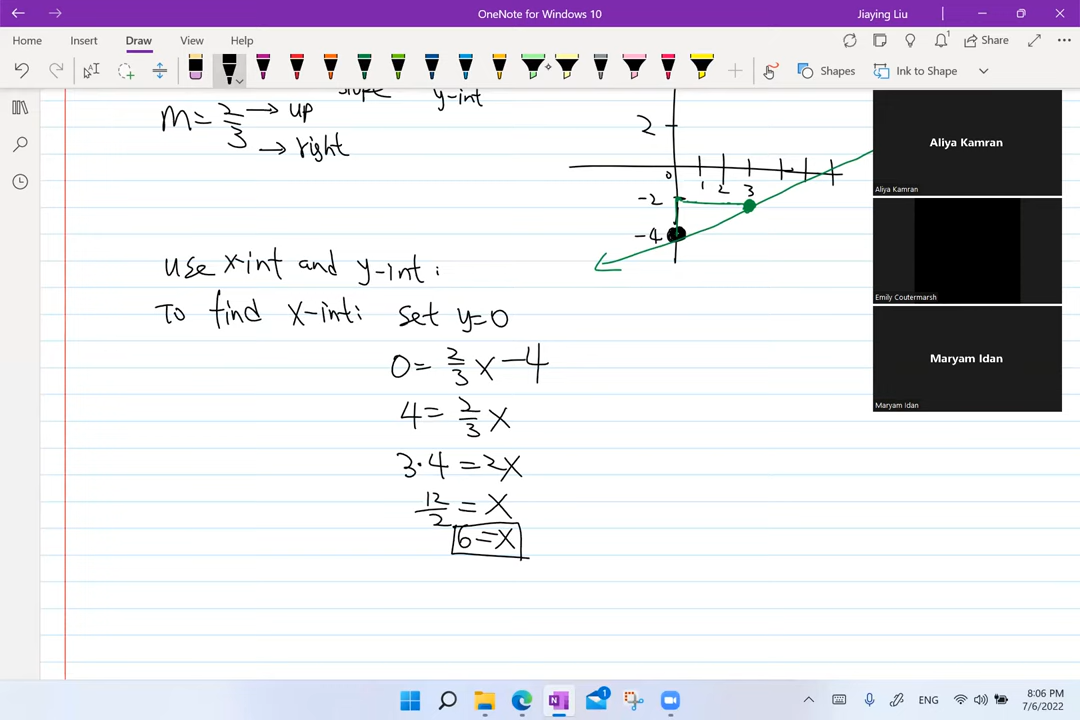 OneNote for Windows 10
Jiaying Liu
Home Insert Draw View Help
Share
Shapes
Ink to Shape
slope y-int
m = 2/3 → up
→ right
2
0
1 2 3
-2
-4
Use x-int and y-int:
To find x-int: set y=0
0 = 2/3 x - 4
4 = 2/3 x
3·4 = 2x
12/2 = x
6 = x
Aliya Kamran
Aliya Kamran
Emily Coutermarsh
Maryam Idan
Maryam Idan
1
ENG
8:06 PM
7/6/2022